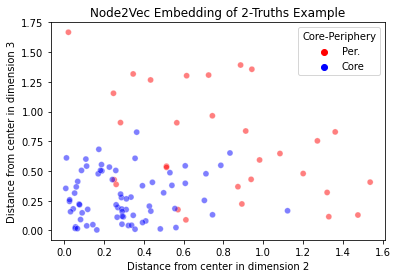 Node2Vec Embedding of 2-Truths Example
Distance from center in dimension 3
1.75
1.50
1.25
1.00
0.75
0.50
0.25
0.00
Core-Periphery
Per.
Core
0.0 0.2 0.4 0.6 0.8 1.0 1.2 1.4 1.6
Distance from center in dimension 2